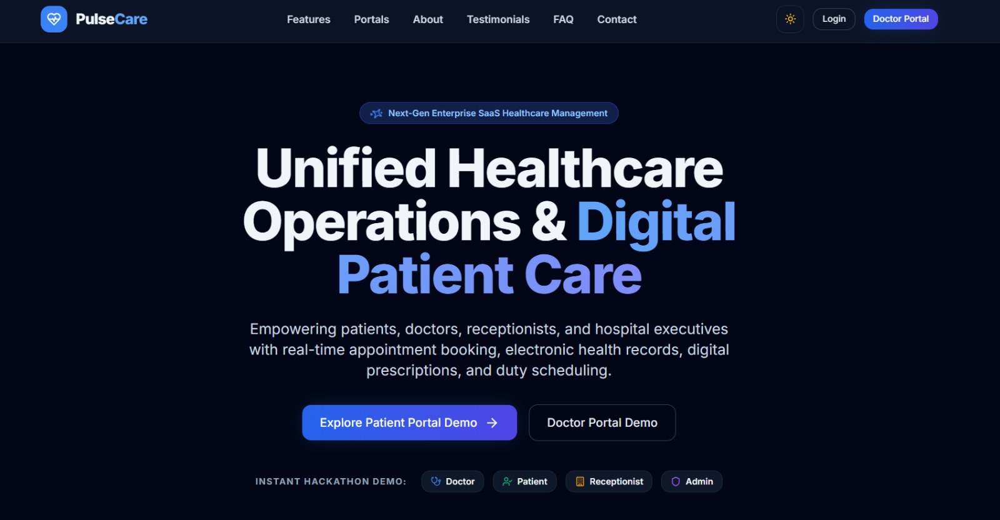 PulseCare
Features
Portals
About
Testimonials
FAQ
Contact
Login
Doctor Portal
Next-Gen Enterprise SaaS Healthcare Management
Unified Healthcare
Operations & Digital
Patient Care
Empowering patients, doctors, receptionists, and hospital executives
with real-time appointment booking, electronic health records, digital
prescriptions, and duty scheduling.
Explore Patient Portal Demo →
Doctor Portal Demo
INSTANT HACKATHON DEMO:
Doctor
Patient
Receptionist
Admin